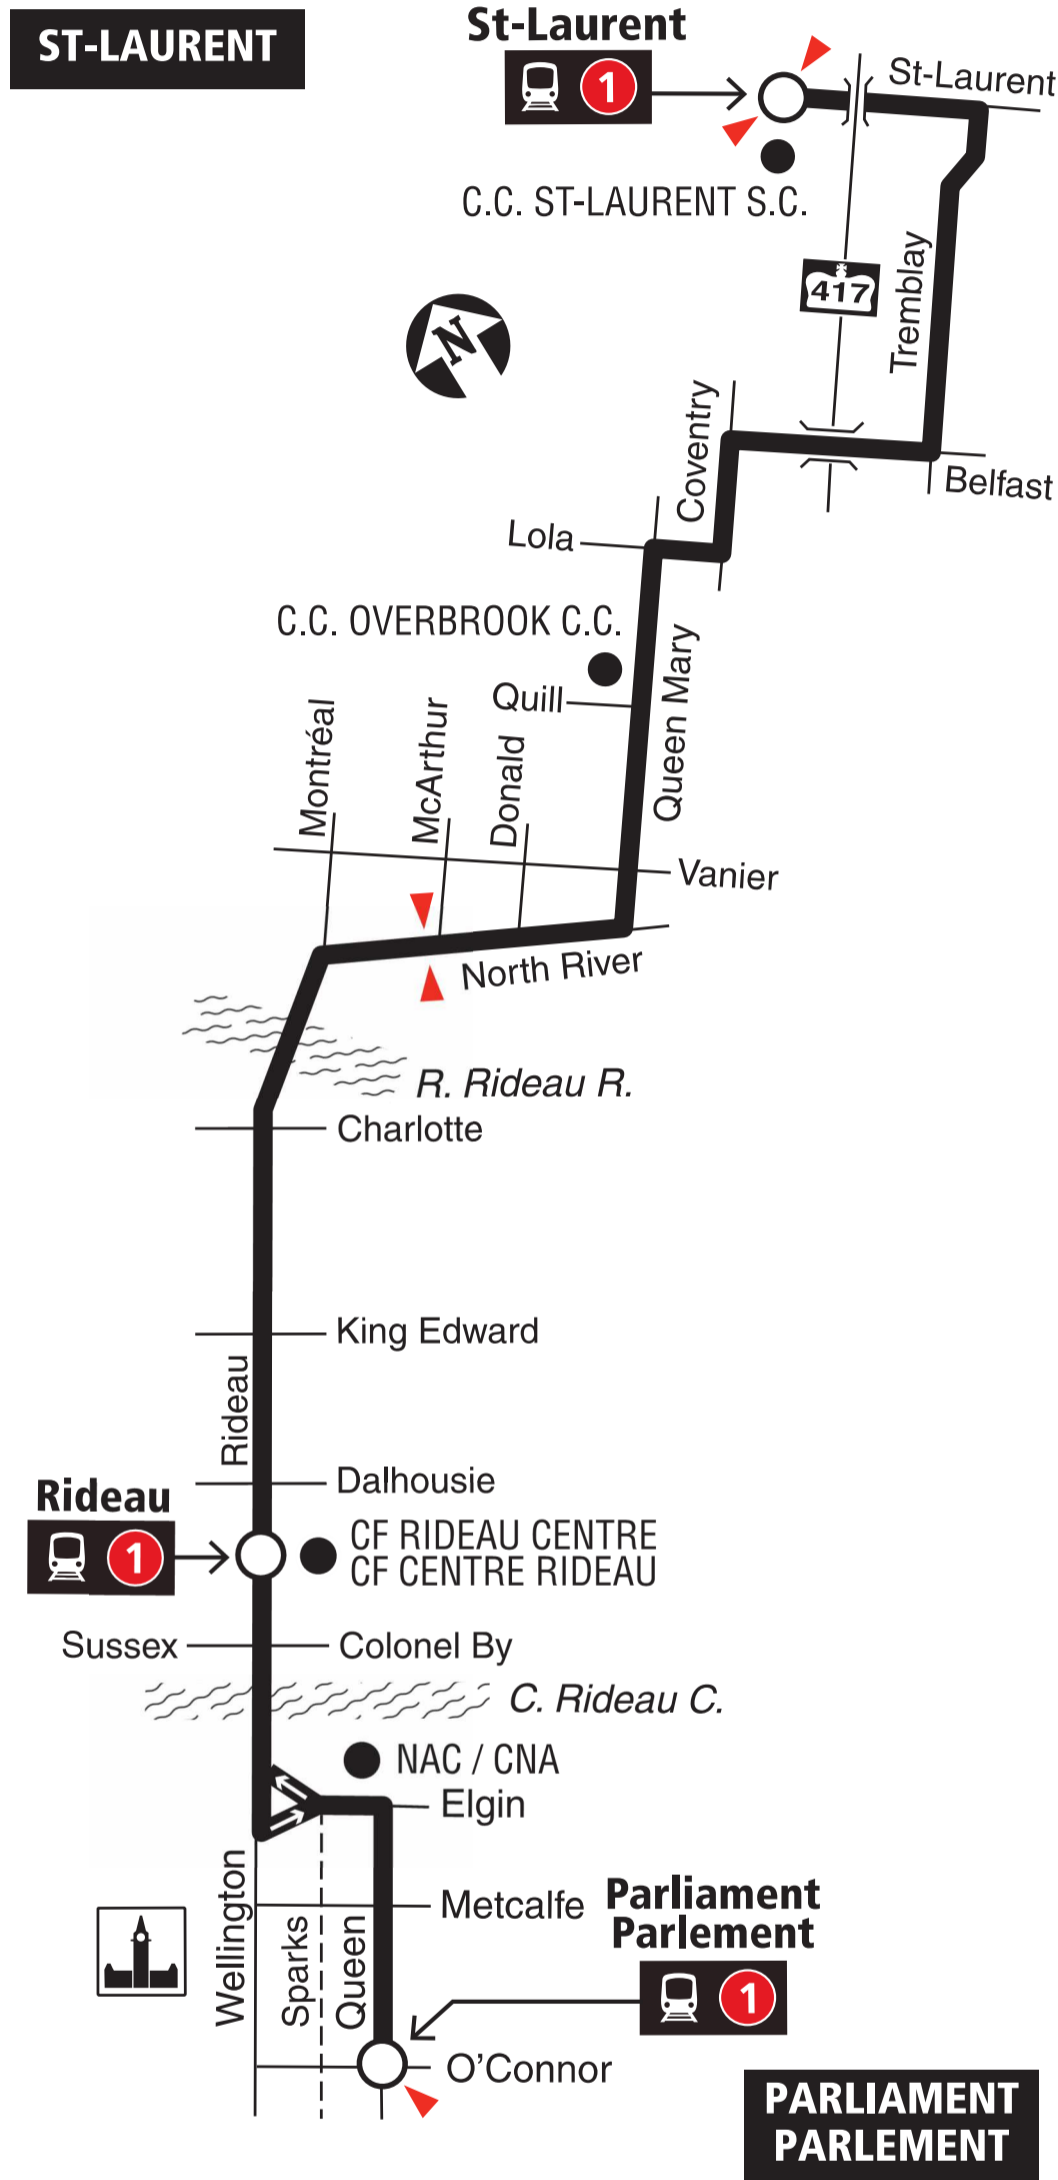 ST-LAURENT
St-Laurent
1
St-Laurent
C.C. ST-LAURENT S.C.
417
Tremblay
N
Coventry
Belfast
Lola
C.C. OVERBROOK C.C.
Queen Mary
Quill
Montréal
McArthur
Donald
Vanier
North River
R. Rideau R.
Charlotte
King Edward
Rideau
Dalhousie
Rideau
1
CF RIDEAU CENTRE
CF CENTRE RIDEAU
Sussex
Colonel By
C. Rideau C.
NAC / CNA
Elgin
Wellington
Sparks
Queen
Metcalfe
Parliament
Parlement
1
O'Connor
PARLIAMENT
PARLEMENT